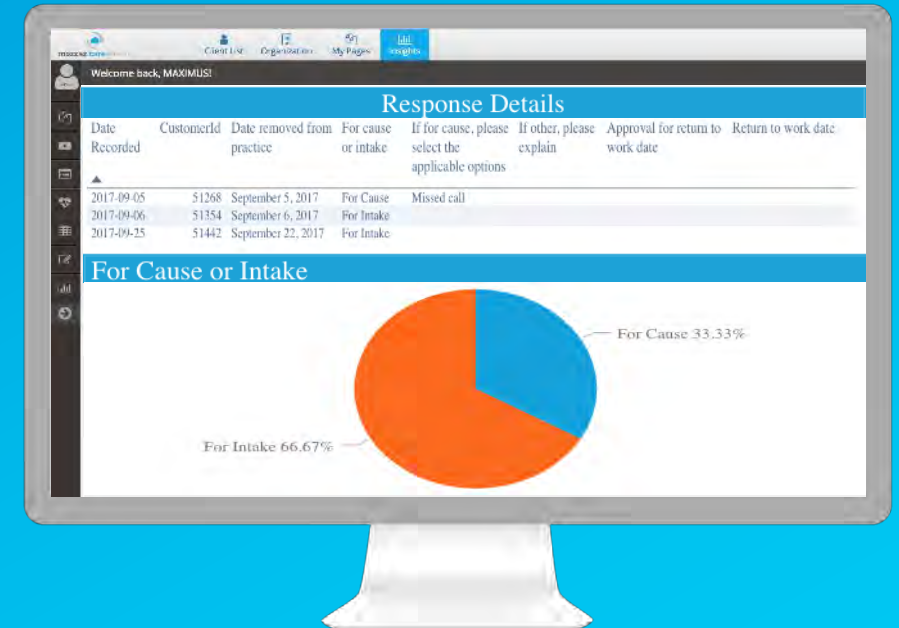 Client List Organization My Pages Insights
Welcome back, MAXIMUS!
Response Details
Date Recorded CustomerId Date removed from practice For cause or intake If for cause, please select the applicable options If other, please explain Approval for return to work date Return to work date
2017-09-05 51268 September 5, 2017 For Cause Missed call
2017-09-06 51354 September 6, 2017 For Intake
2017-09-25 51442 September 22, 2017 For Intake
For Cause or Intake
For Cause 33.33%
For Intake 66.67%